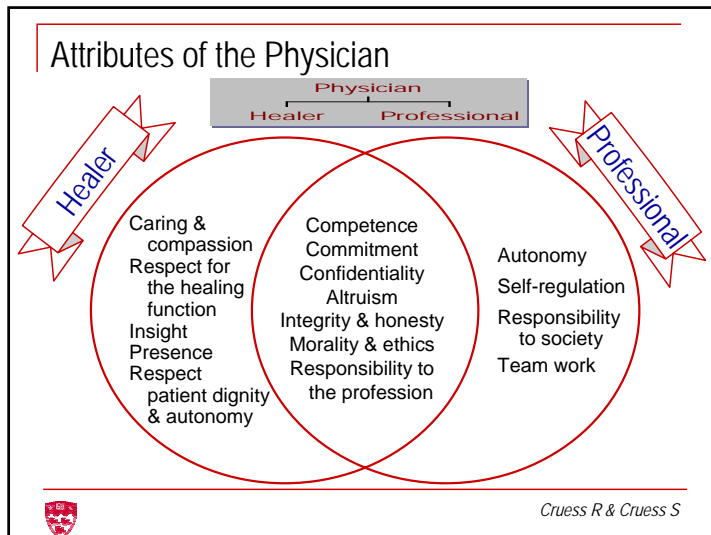 Attributes of the Physician
Physician
Healer Professional
Healer
Professional
Caring &
compassion
Respect for
the healing
function
Insight
Presence
Respect
patient dignity
& autonomy
Competence
Commitment
Confidentiality
Altruism
Integrity & honesty
Morality & ethics
Responsibility to
the profession
Autonomy
Self-regulation
Responsibility
to society
Team work
Cruess R & Cruess S